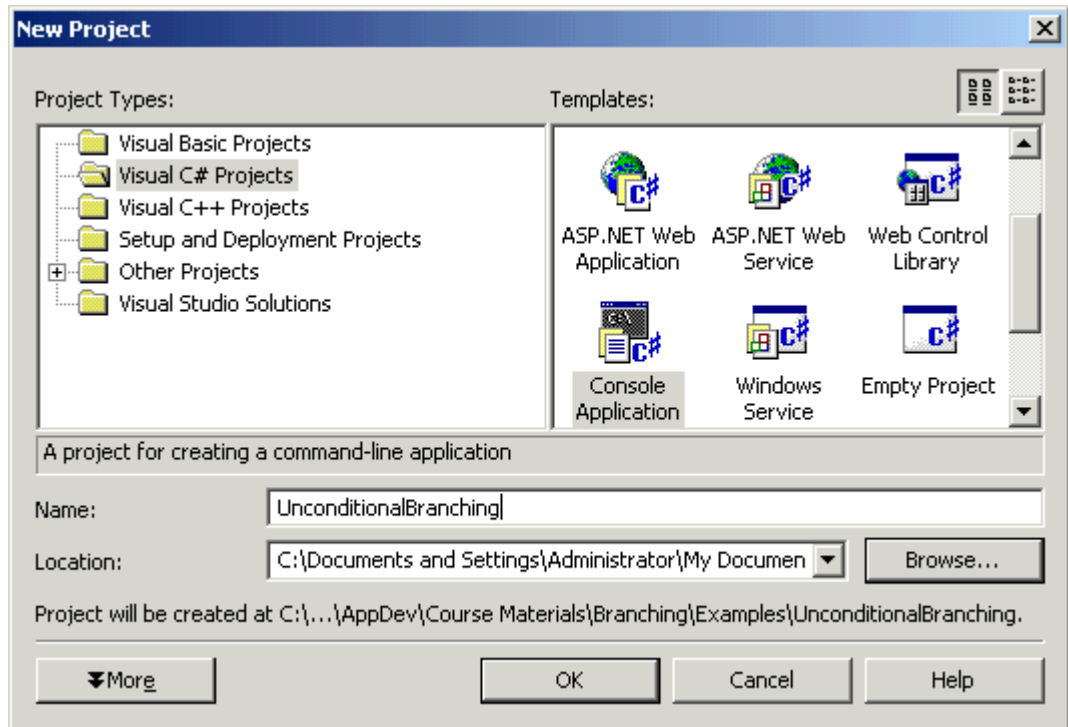 New Project
Project Types:
Templates:
Visual Basic Projects
Visual C# Projects
Visual C++ Projects
Setup and Deployment Projects
Other Projects
Visual Studio Solutions
ASP.NET Web
Application
ASP.NET Web
Service
Web Control
Library
Console
Application
Windows
Service
Empty Project
A project for creating a command-line application
Name:
UnconditionalBranching
Location:
C:\Documents and Settings\Administrator\My Documen
Browse...
Project will be created at C:\...\AppDev\Course Materials\Branching\Examples\UnconditionalBranching.
More
OK
Cancel
Help